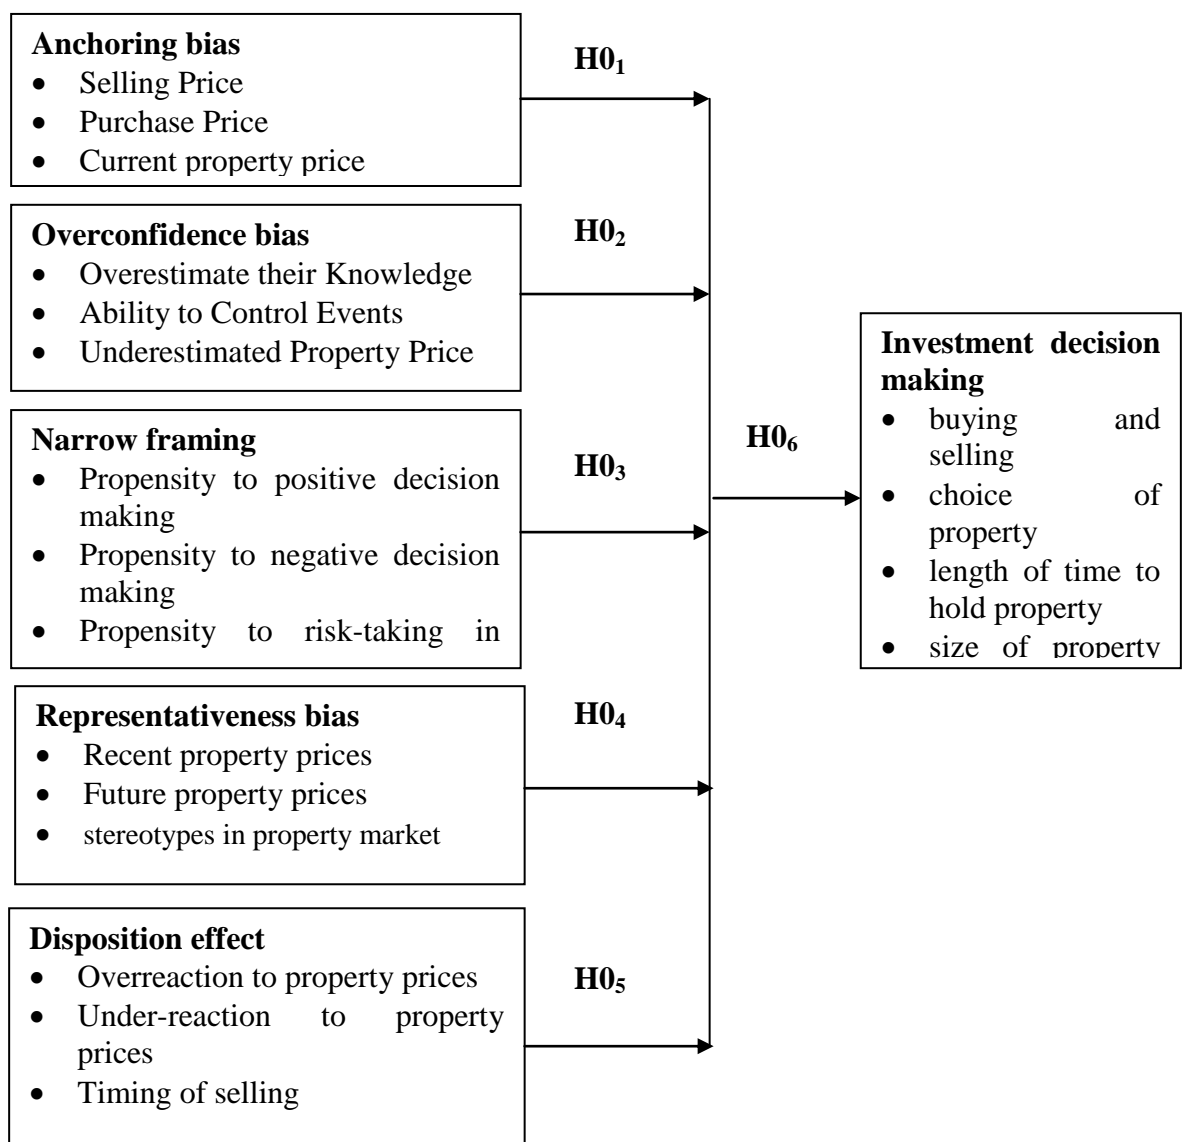 Anchoring bias
• Selling Price
• Purchase Price
• Current property price
H0₁
Overconfidence bias
• Overestimate their Knowledge
• Ability to Control Events
• Underestimated Property Price
H0₂
Narrow framing
• Propensity to positive decision
making
• Propensity to negative decision
making
• Propensity to risk-taking in
H0₃
Representativeness bias
• Recent property prices
• Future property prices
• stereotypes in property market
H0₄
Disposition effect
• Overreaction to property prices
• Under-reaction to property
prices
• Timing of selling
H0₅
H0₆
Investment decision
making
• buying and
selling
• choice of
property
• length of time to
hold property
• size of property